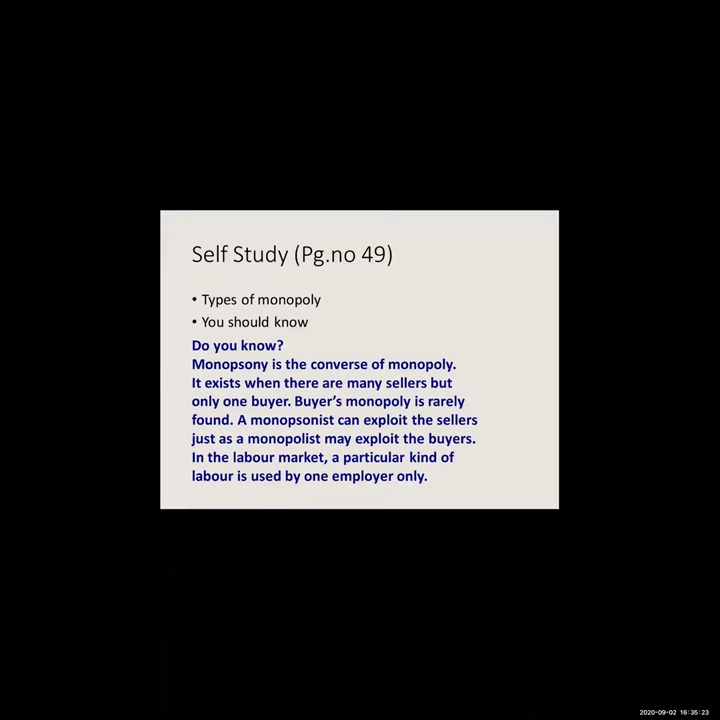 Self Study (Pg.no 49)
• Types of monopoly
• You should know
Do you know?
Monopsony is the converse of monopoly.
It exists when there are many sellers but
only one buyer. Buyer’s monopoly is rarely
found. A monopsonist can exploit the sellers
just as a monopolist may exploit the buyers.
In the labour market, a particular kind of
labour is used by one employer only.
2020-09-02 16:35:23